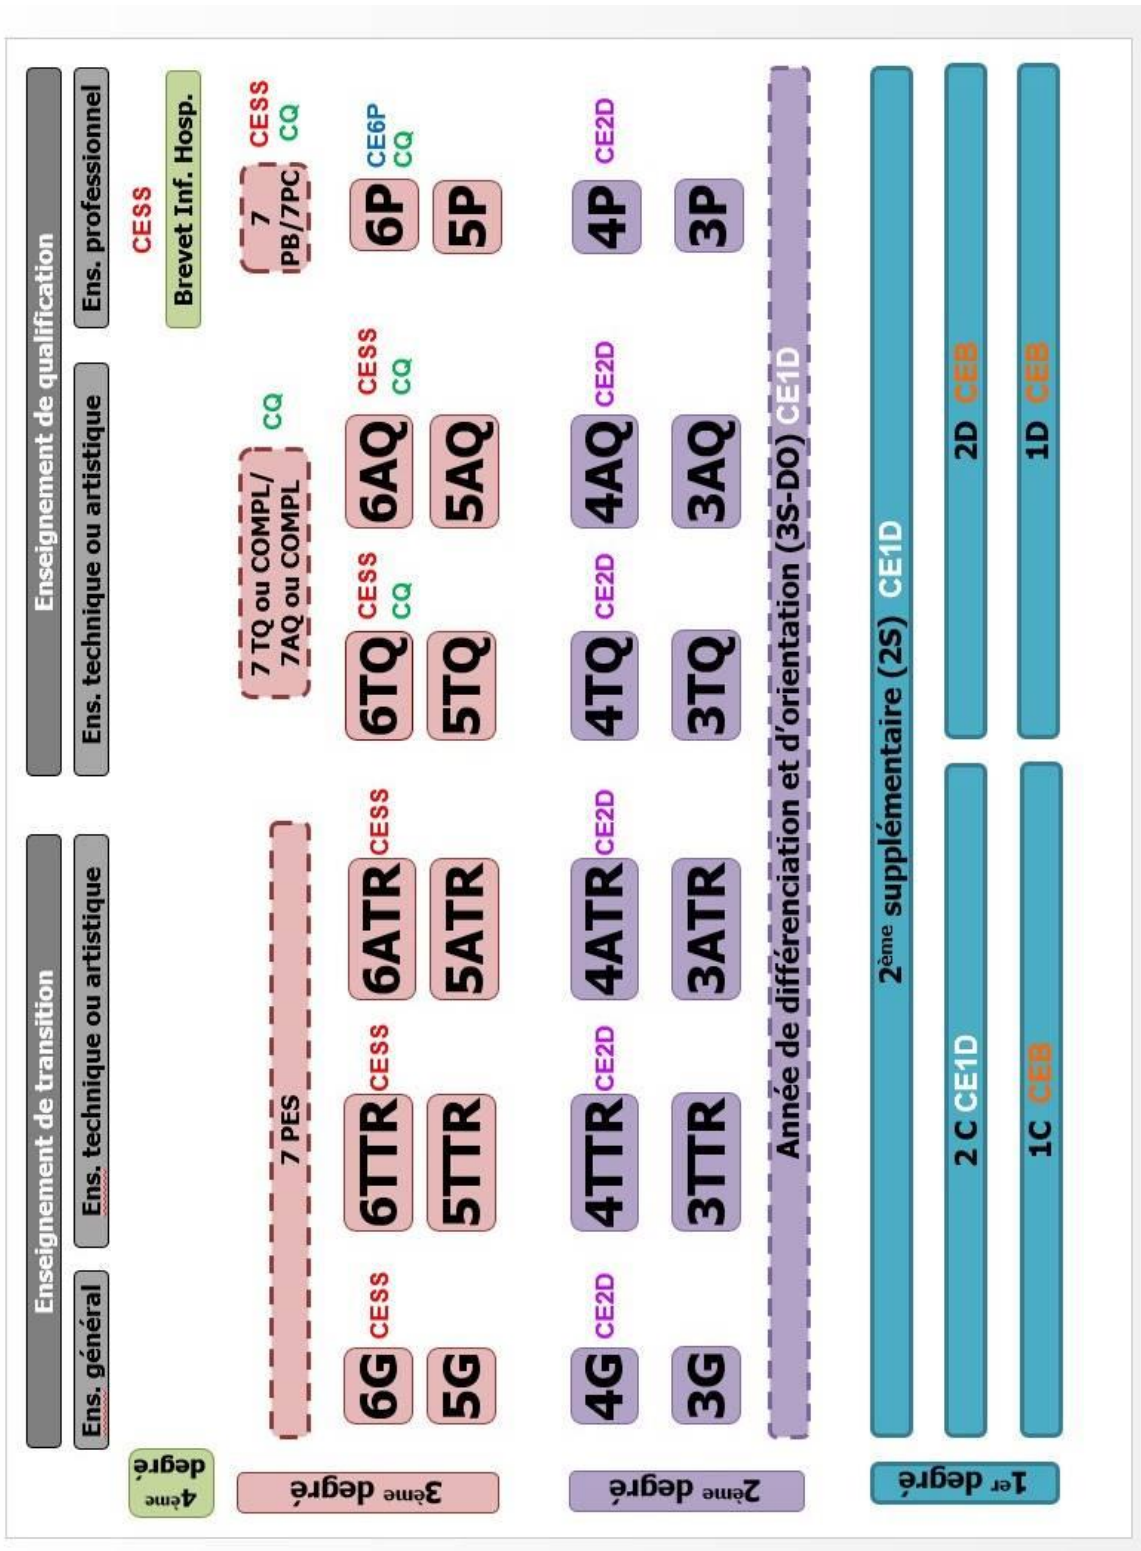 Enseignement de transition
Enseignement de qualification
Ens. général
Ens. technique ou artistique
Ens. technique ou artistique
Ens. professionnel
4ème
degré
CESS
Brevet Inf. Hosp.
3ème degré
7 PES
7 TQ ou COMPL/
7AQ ou COMPL
CQ
7
PB/7PC
CESS
CQ
6G CESS
6TTR CESS
6ATR CESS
6TQ CESS
CQ
6AQ CESS
CQ
6P CE6P
CQ
5G
5TTR
5ATR
5TQ
5AQ
5P
2ème degré
4G CE2D
4TTR CE2D
4ATR CE2D
4TQ CE2D
4AQ CE2D
4P CE2D
3G
3TTR
3ATR
3TQ
3AQ
3P
Année de différenciation et d'orientation (3S-DO) CE1D
1er degré
2ème supplémentaire (2S) CE1D
2 C CE1D
2D CEB
1C CEB
1D CEB